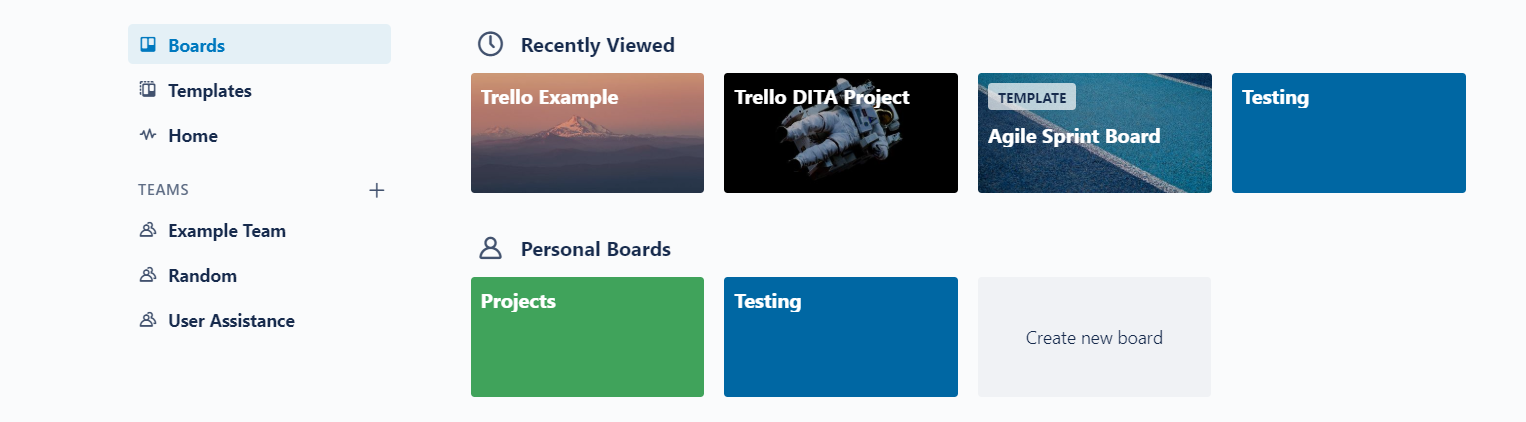 Boards
Templates
Home
TEAMS
Example Team
Random
User Assistance
Recently Viewed
Trello Example
Trello DITA Project
TEMPLATE
Agile Sprint Board
Testing
Personal Boards
Projects
Testing
Create new board